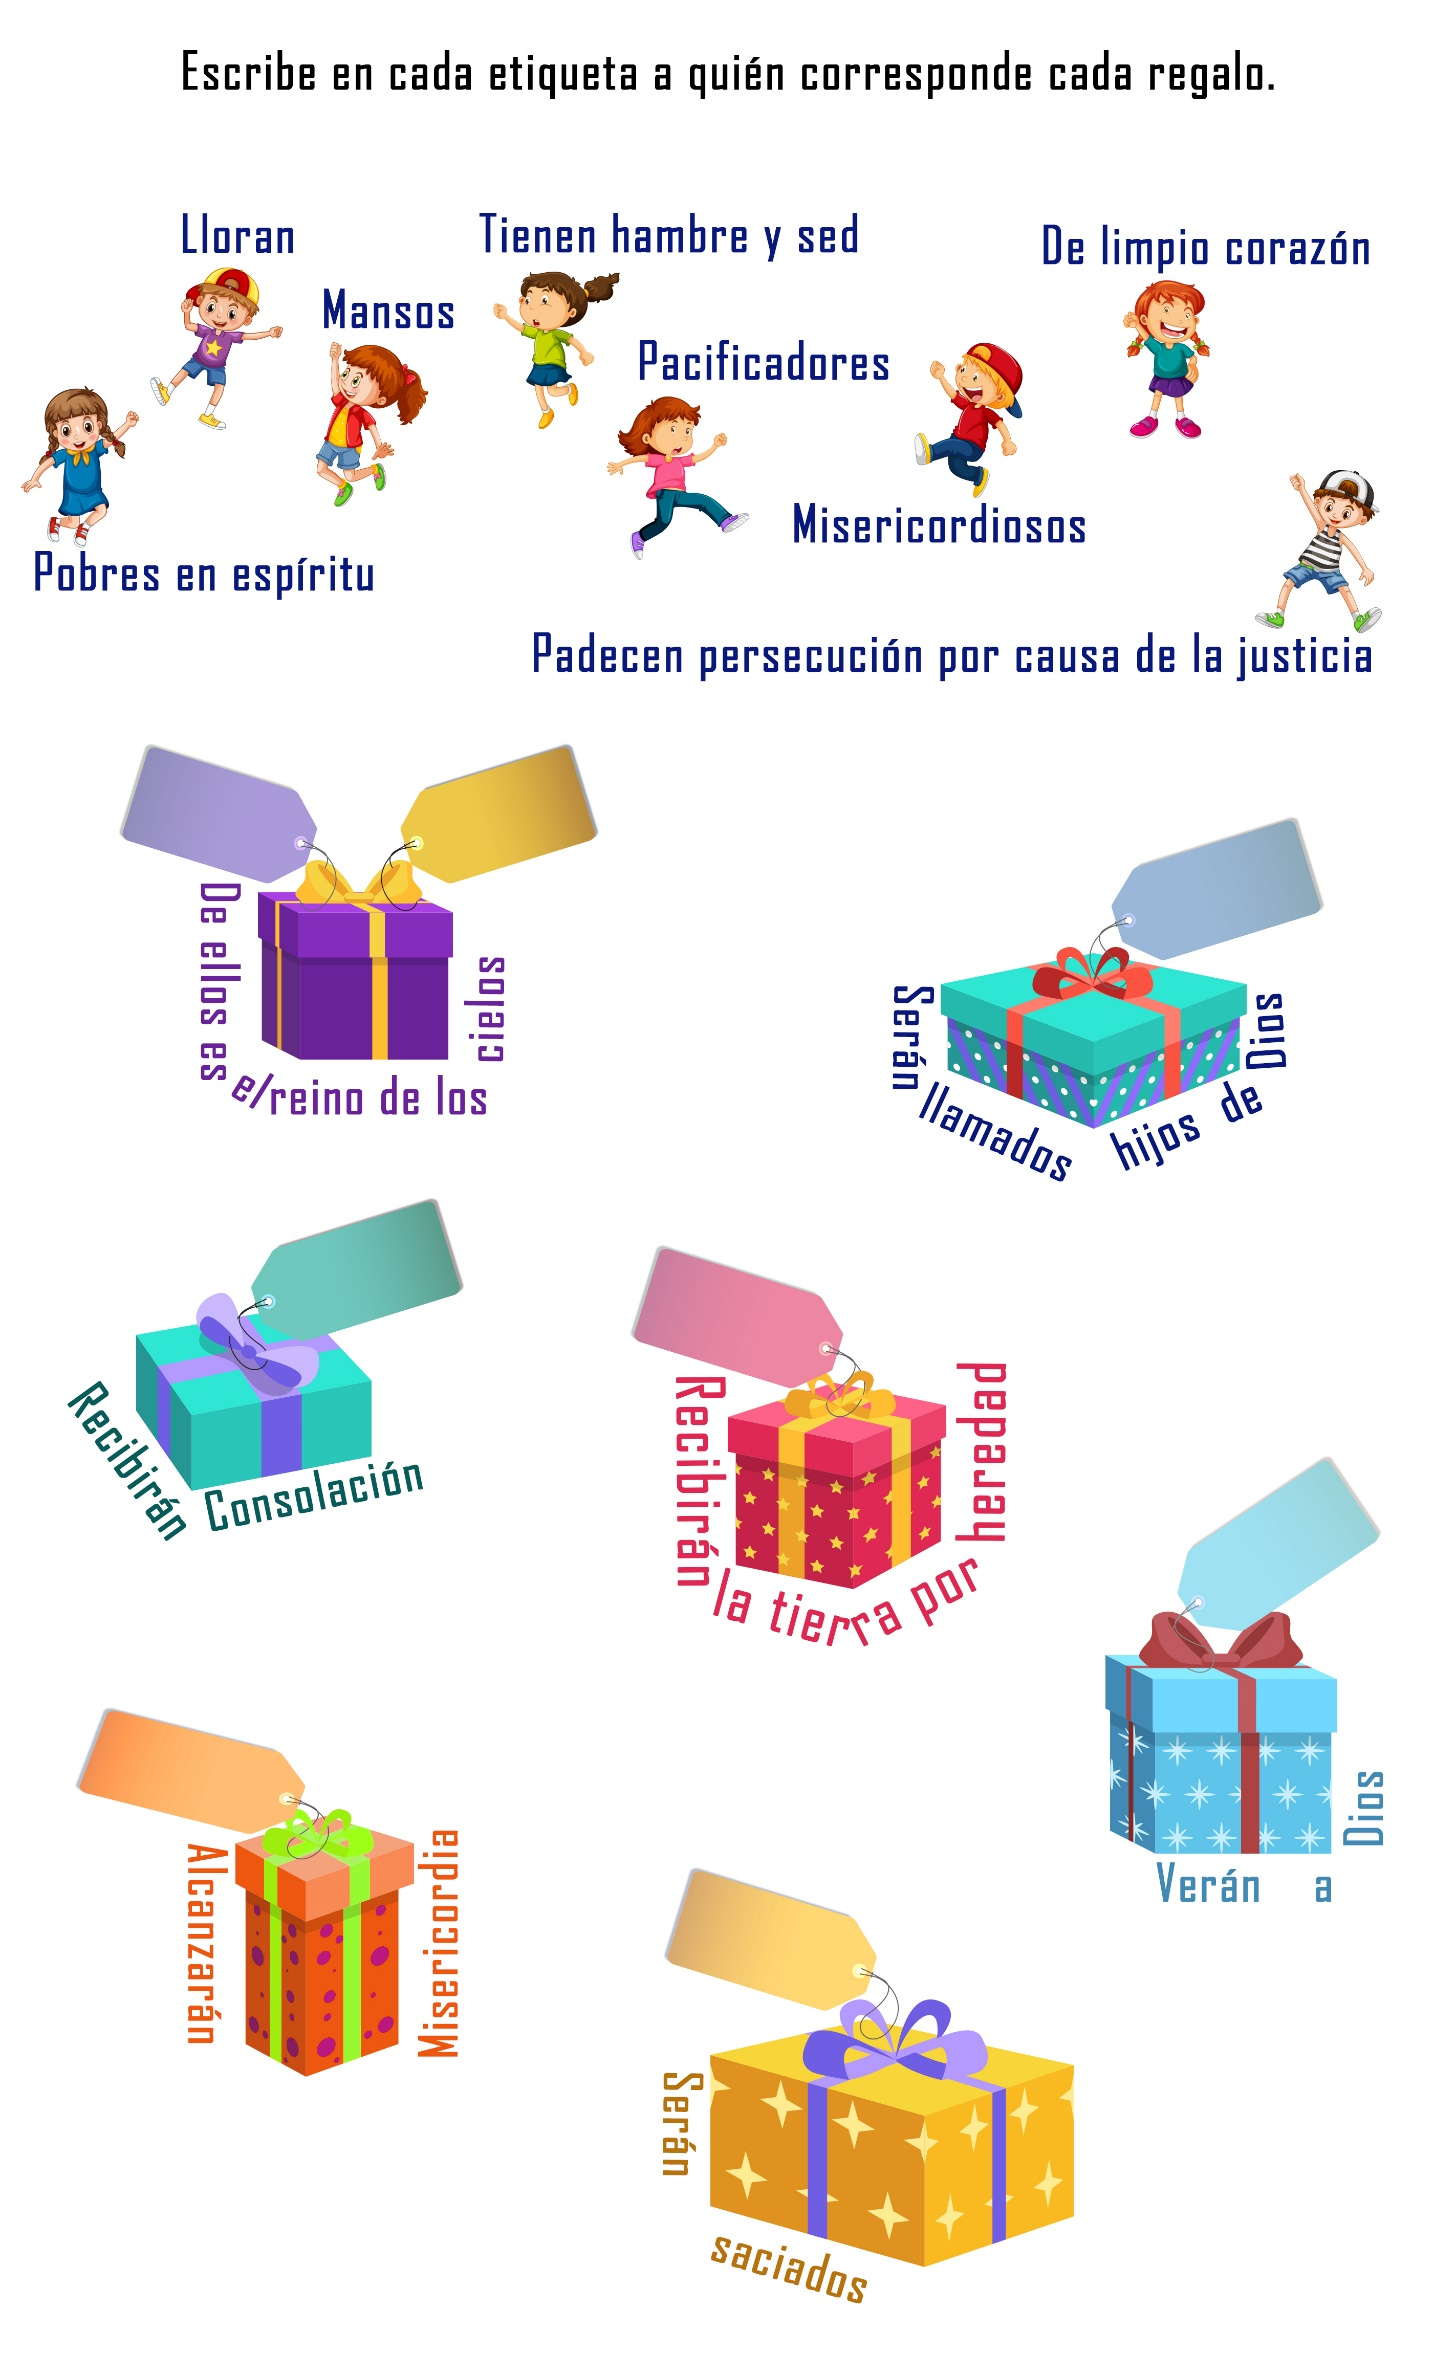 Escribe en cada etiqueta a quién corresponde cada regalo.
Lloran
Tienen hambre y sed
De limpio corazón
Mansos
Pacificadores
Misericordiosos
Pobres en espíritu
Padecen persecución por causa de la justicia
De ellos es el reino de los cielos
Serán llamados hijos de Dios
Recibirán Consolación
Recibirán la tierra por heredad
Verán a Dios
Alcanzarán Misericordia
Serán saciados